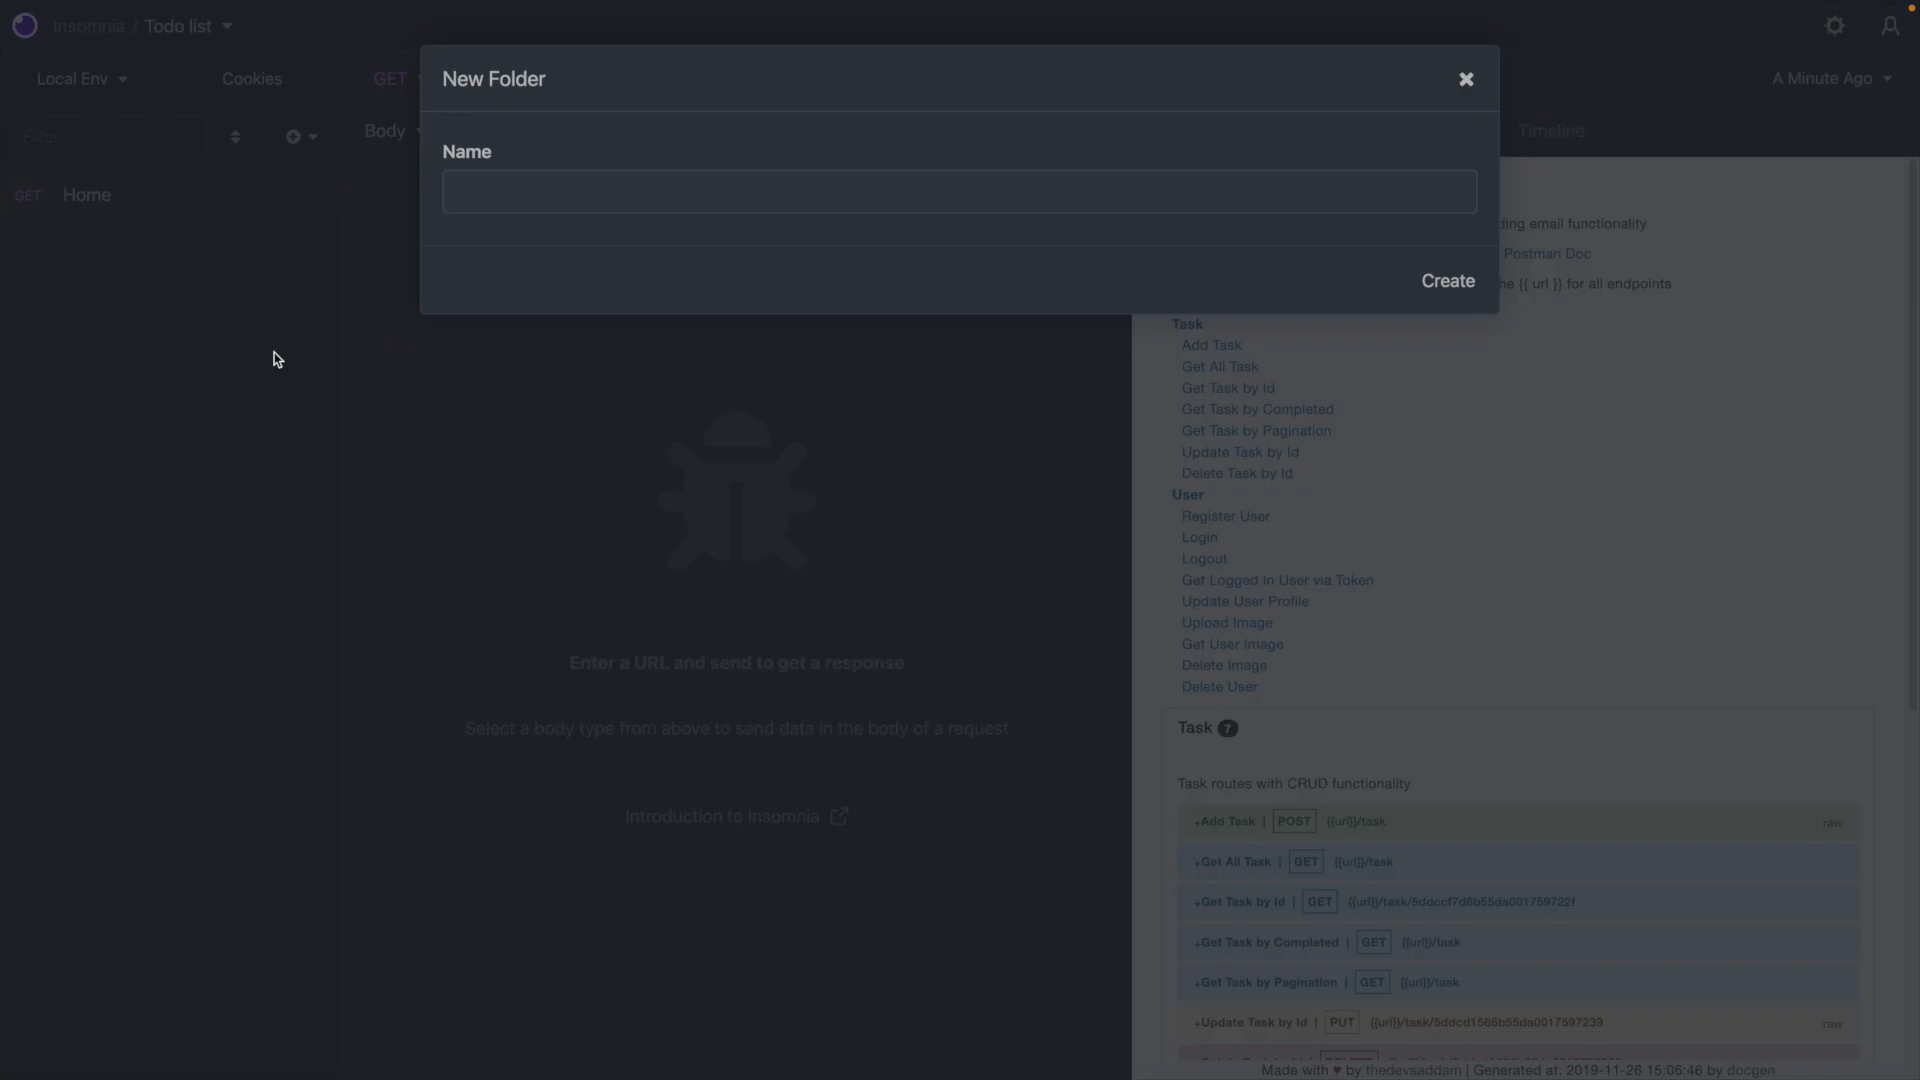 Insomnia / Todo list
Local Env
Cookies
GET
New Folder
A Minute Ago
Filter
Body
Timeline
Name
GET Home
Create
ding email functionality
Postman Doc
he {{ url }} for all endpoints
Task
Add Task
Get All Task
Get Task by Id
Get Task by Completed
Get Task by Pagination
Update Task by Id
Delete Task by Id
User
Register User
Login
Logout
Get Logged In User via Token
Update User Profile
Upload Image
Get User Image
Delete Image
Delete User
Enter a URL and send to get a response
Select a body type from above to send data in the body of a request
Introduction to Insomnia
Task 7
Task routes with CRUD functionality
+Add Task | POST {{url}}/task raw
+Get All Task | GET {{url}}/task
+Get Task by Id | GET {{url}}/task/5ddccf7d6b55da001759722f
+Get Task by Completed | GET {{url}}/task
+Get Task by Pagination | GET {{url}}/task
+Update Task by Id | PUT {{url}}/task/5ddcd1566b55da0017597239 raw
Made with ♥ by thedevsaddam | Generated at: 2019-11-26 15:06:46 by docgen